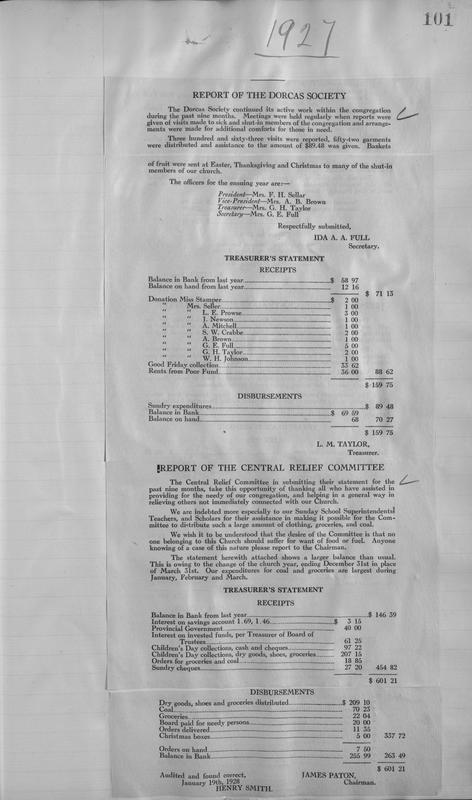 101
1927
REPORT OF THE DORCAS SOCIETY
The Dorcas Society continued its active work within the congregation
during the past nine months. Meetings were held regularly when reports were
given of visits made to sick and shut-in members of the congregation and arrange-
ments were made for additional comforts for those in need.
Three hundred and sixty-three visits were reported, fifty-two garments
were distributed and assistance to the amount of $89.48 was given. Baskets
of fruit were sent at Easter, Thanksgiving and Christmas to many of the shut-in
members of our church.
The officers for the ensuing year are:—
President—Mrs. F. H. Sellar
Vice-President—Mrs. A. B. Brown
Treasurer—Mrs. G. H. Taylor
Secretary—Mrs. G. E. Full
Respectfully submitted,
IDA A. A. FULL
Secretary.
TREASURER'S STATEMENT
RECEIPTS
Balance in Bank from last year $ 58 97
Balance on hand from last year 12 16
$ 71 13
Donation Miss Stamper $ 2 00
" Mrs. Seller 1 00
" " L. E. Prowse 3 00
" " J. Newson 1 00
" " A. Mitchell 1 00
" " S. W. Crabbe 2 00
" " A. Brown 1 00
" " G. E. Full 5 00
" " G. H. Taylor 2 00
" " W. H. Johnson 1 00
Good Friday collection 33 62
Rents from Poor Fund 36 00 88 62
$ 159 75
DISBURSEMENTS
Sundry expenditures $ 89 48
Balance in Bank $ 69 59
Balance on hand 68 70 27
$ 159 75
L. M. TAYLOR,
Treasurer.
REPORT OF THE CENTRAL RELIEF COMMITTEE
The Central Relief Committee in submitting their statement for the
past nine months, take this opportunity of thanking all who have assisted in
providing for the needy of our congregation, and helping in a general way in
relieving others not immediately connected with our Church.
We are indebted more especially to our Sunday School Superintendents
Teachers, and Scholars for their assistance in making it possible for the Com-
mittee to distribute such a large amount of clothing, groceries, and coal.
We wish it to be understood that the desire of the Committee is that no
one belonging to this Church should suffer for want of food or fuel. Anyone
knowing of a case of this nature please report to the Chairman.
The statement herewith attached shows a larger balance than usual.
This is owing to the change of the church year, ending December 31st in place
of March 31st. Our expenditures for coal and groceries are largest during
January, February and March.
TREASURER'S STATEMENT
RECEIPTS
Balance in Bank from last year $ 146 39
Interest on savings account 1.69, 1.46 $ 3 15
Provincial Government 40 00
Interest on invested funds, per Treasurer of Board of
Trustees 61 25
Children's Day collections, cash and cheques 97 22
Children's Day collections, dry goods, shoes, groceries 207 15
Orders for groceries and coal 18 85
Sundry cheques 27 20 454 82
$ 601 21
DISBURSEMENTS
Dry goods, shoes and groceries distributed $ 209 10
Coal 70 23
Groceries 22 04
Board paid for needy persons 20 00
Orders delivered 11 35
Christmas boxes 5 00 337 72
Orders on hand 7 50
Balance in Bank 255 99 263 49
$ 601 21
Audited and found correct, JAMES PATON,
January 19th, 1928 Chairman.
HENRY SMITH.